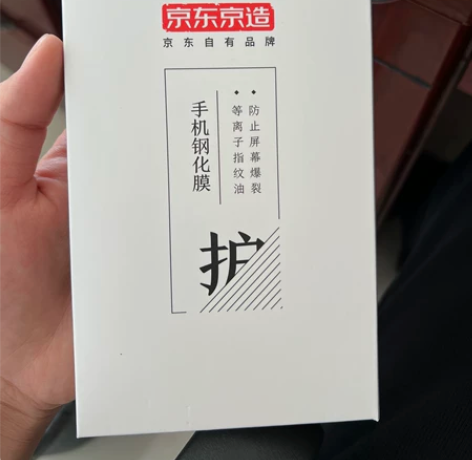 京东京造
京东自有品牌
防止屏幕爆裂
等离子指纹油
手机钢化膜
护